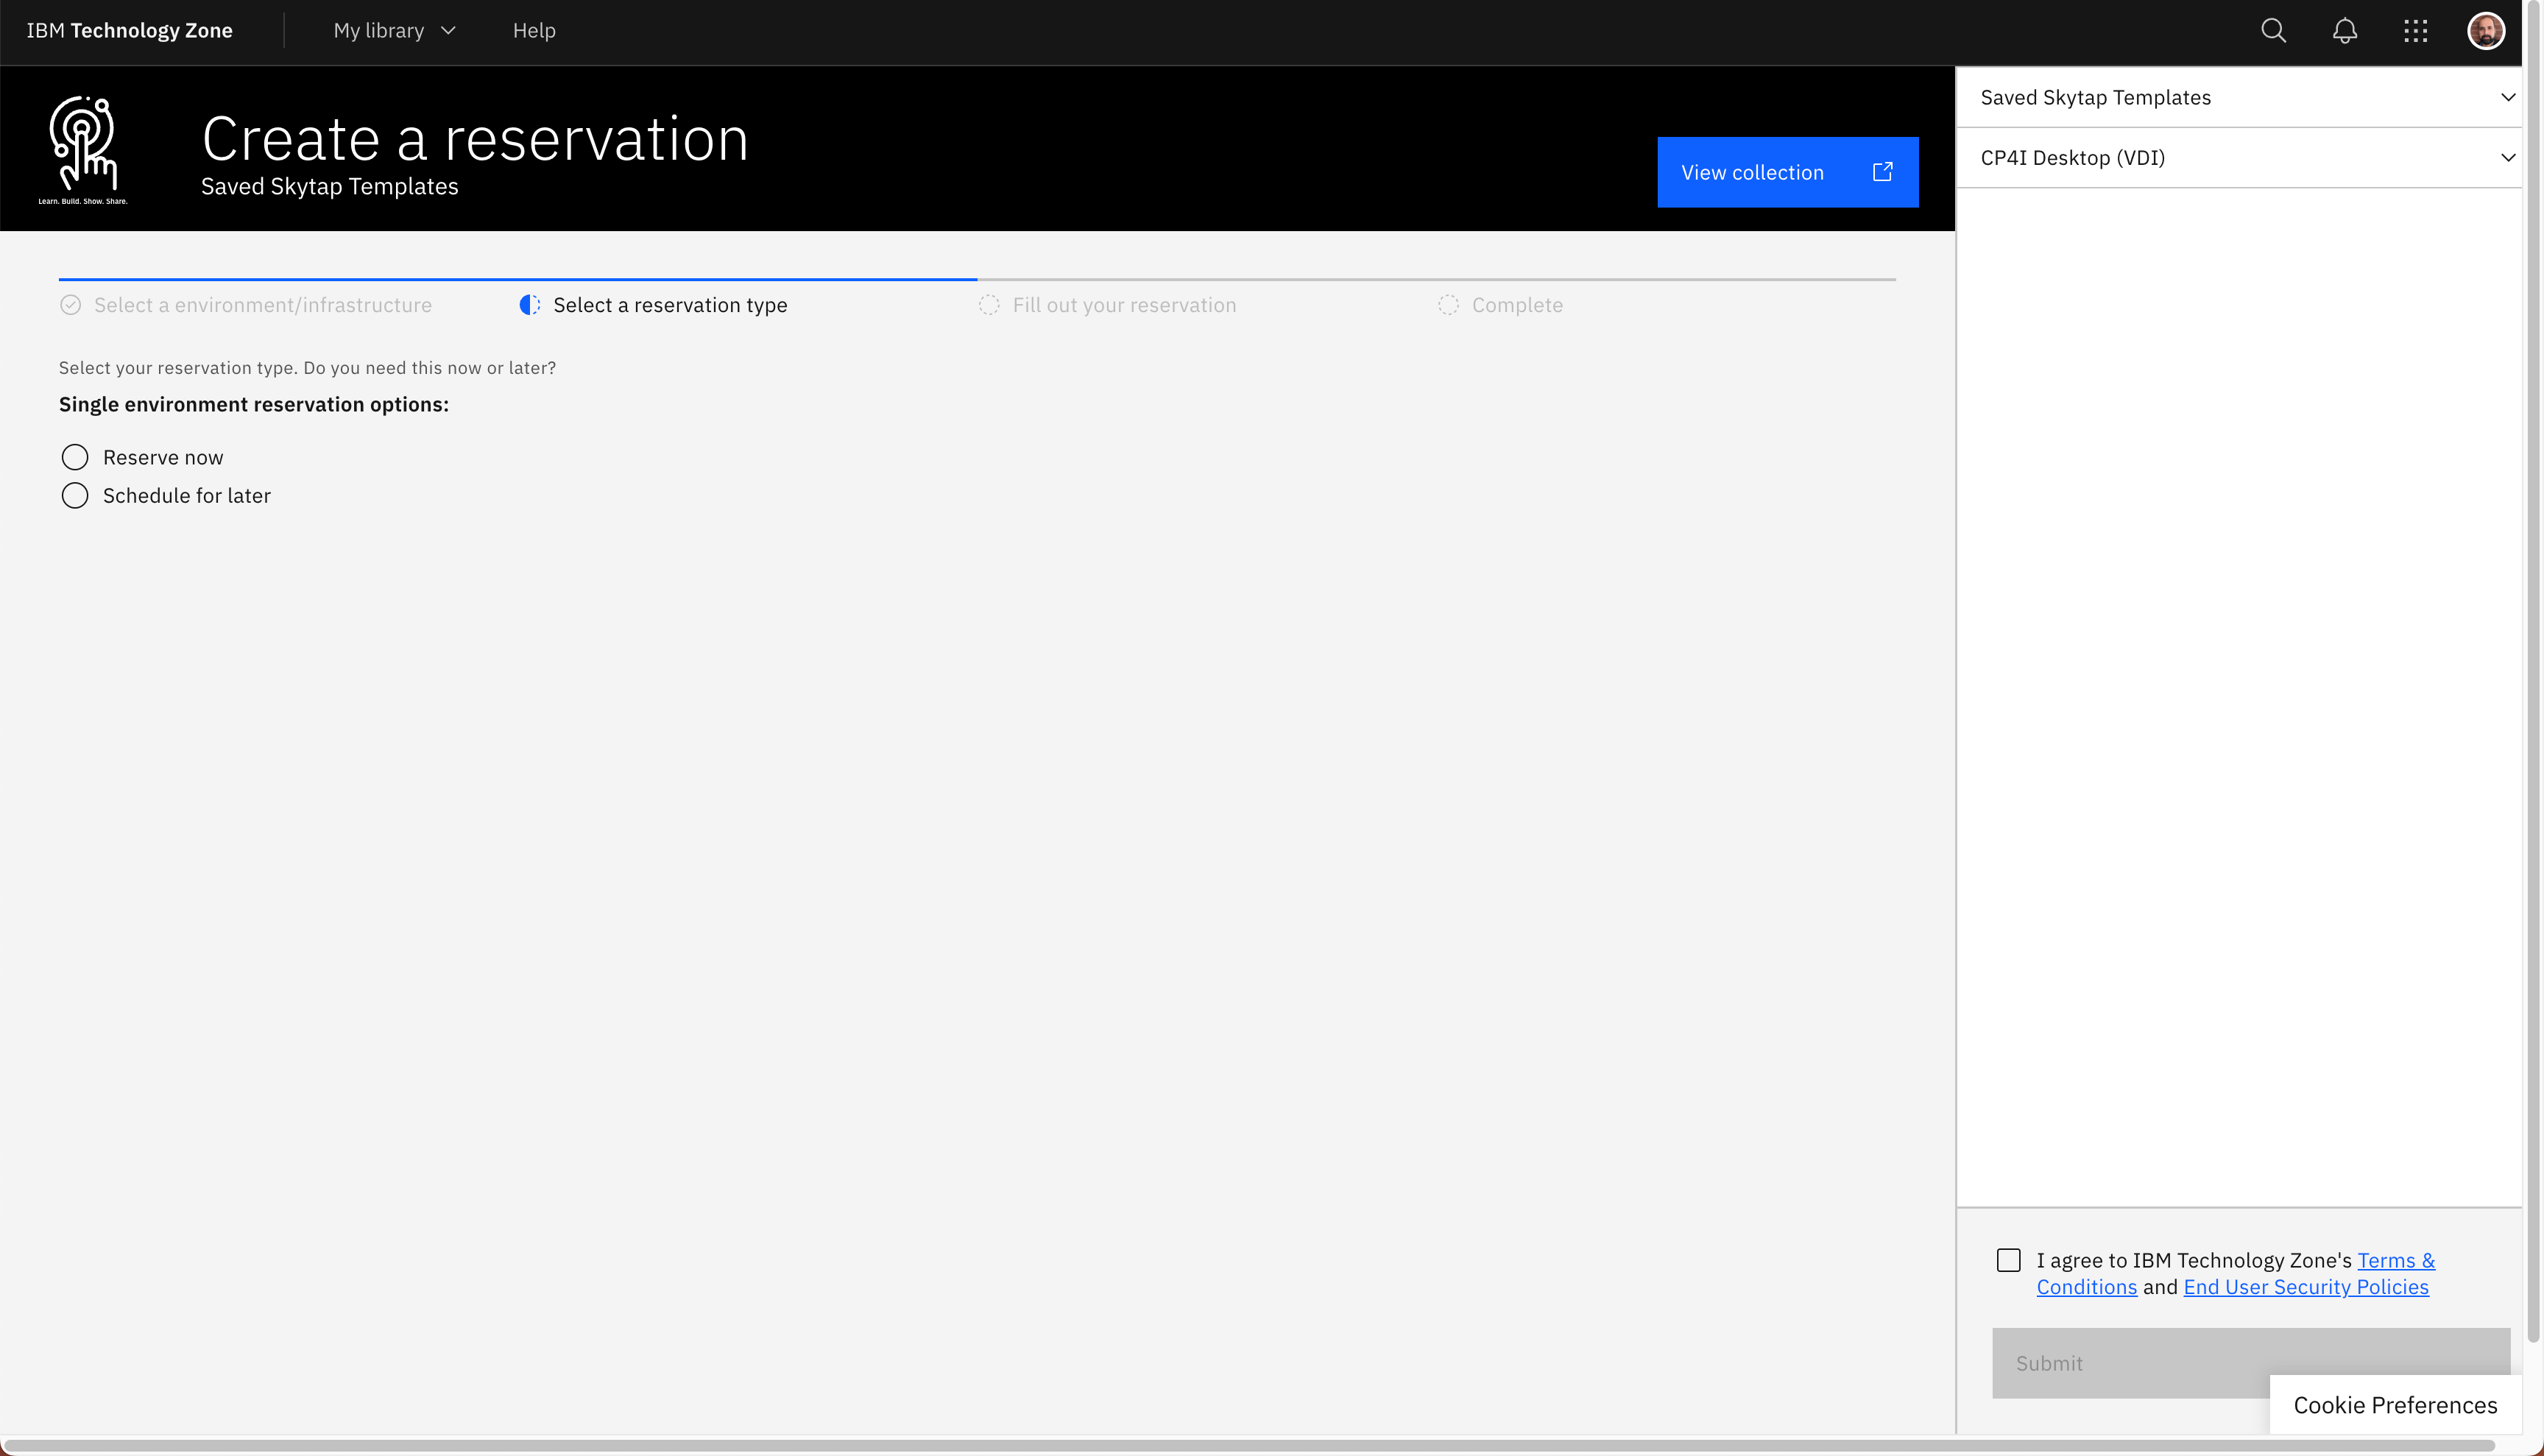 IBM Technology Zone
My library
Help
Create a reservation
Saved Skytap Templates
Learn. Build. Show. Share.
View collection
Select a environment/infrastructure
Select a reservation type
Fill out your reservation
Complete
Select your reservation type. Do you need this now or later?
Single environment reservation options:
Reserve now
Schedule for later
Saved Skytap Templates
CP4I Desktop (VDI)
I agree to IBM Technology Zone's Terms &
Conditions and End User Security Policies
Submit
Cookie Preferences